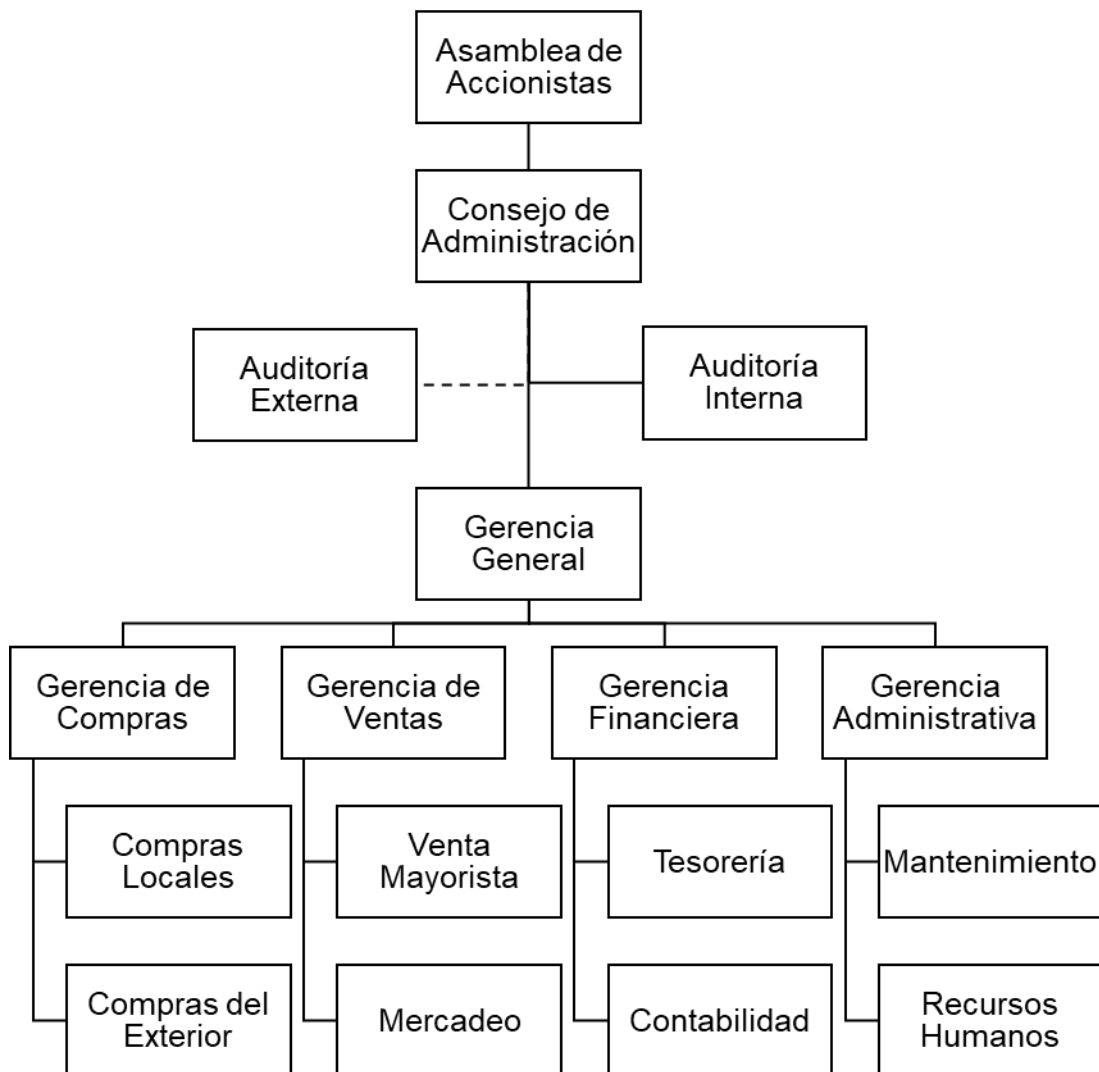 Asamblea de
Accionistas
Consejo de
Administración
Auditoría
Externa
Auditoría
Interna
Gerencia
General
Gerencia de
Compras
Gerencia de
Ventas
Gerencia
Financiera
Gerencia
Administrativa
Compras
Locales
Venta
Mayorista
Tesorería
Mantenimiento
Compras del
Exterior
Mercadeo
Contabilidad
Recursos
Humanos